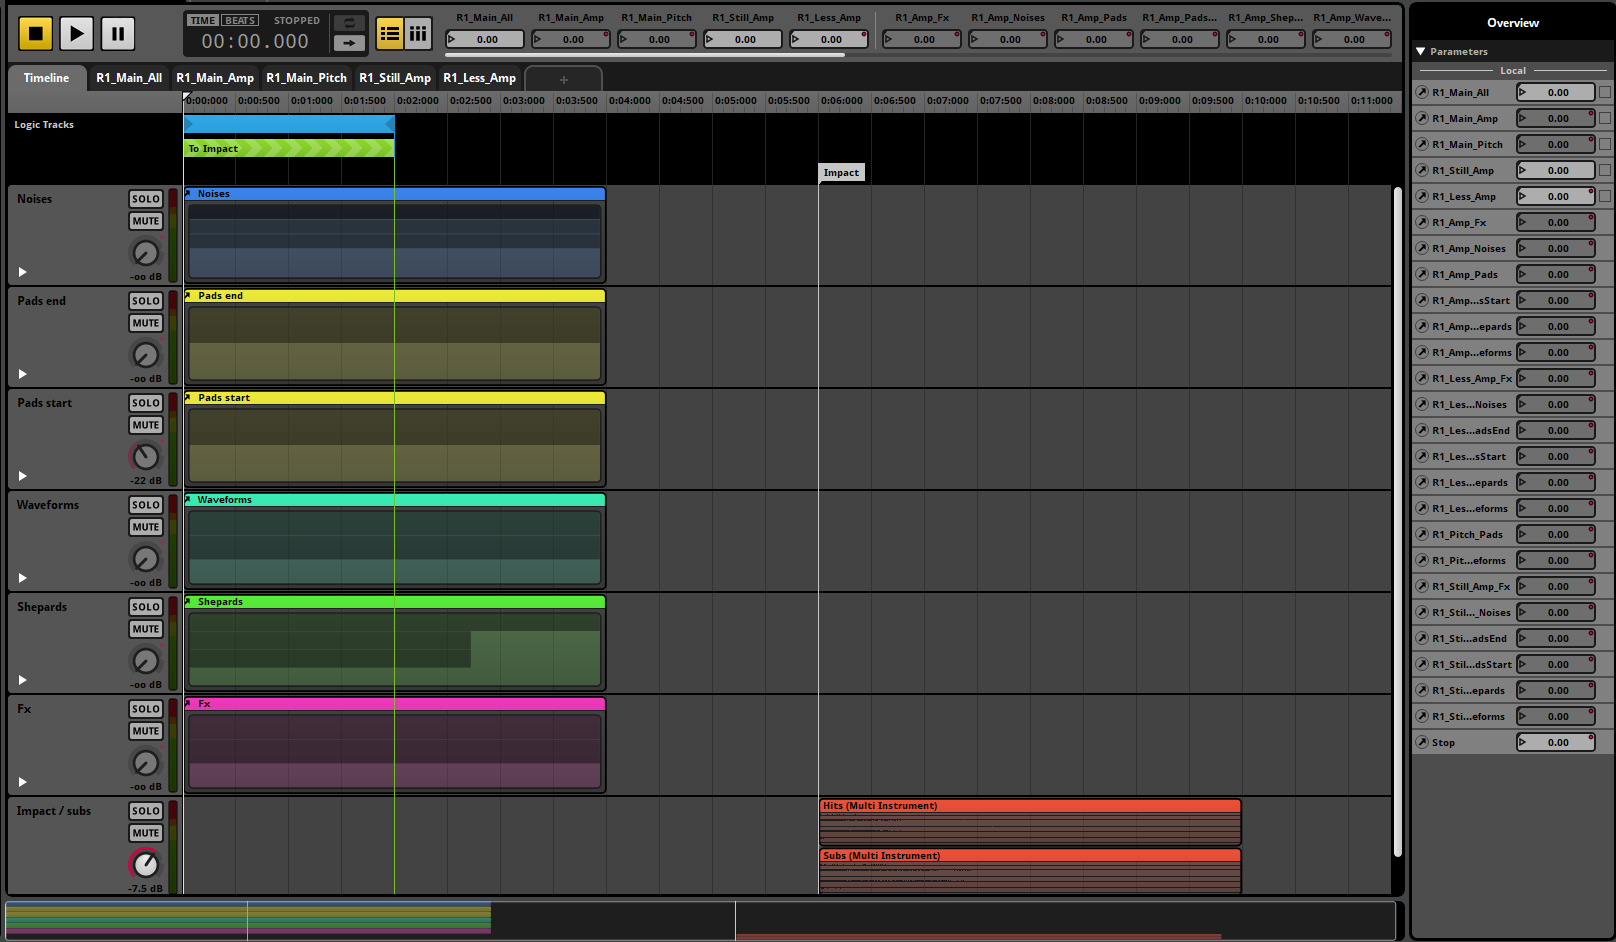 TIME BEATS STOPPED
00:00.000
R1_Main_All R1_Main_Amp R1_Main_Pitch R1_Still_Amp R1_Less_Amp R1_Amp_Fx R1_Amp_Noises R1_Amp_Pads R1_Amp_Pads... R1_Amp_Shep... R1_Amp_Wave...
0.00 0.00 0.00 0.00 0.00 0.00 0.00 0.00 0.00 0.00 0.00
Timeline R1_Main_All R1_Main_Amp R1_Main_Pitch R1_Still_Amp R1_Less_Amp +
0:00:000 0:00:500 0:01:000 0:01:500 0:02:000 0:02:500 0:03:000 0:03:500 0:04:000 0:04:500 0:05:000 0:05:500 0:06:000 0:06:500 0:07:000 0:07:500 0:08:000 0:08:500 0:09:000 0:09:500 0:10:000 0:10:500 0:11:000
Logic Tracks
To Impact
Impact
Noises SOLO
MUTE
-oo dB
Noises
Pads end SOLO
MUTE
-oo dB
Pads end
Pads start SOLO
MUTE
-22 dB
Pads start
Waveforms SOLO
MUTE
-oo dB
Waveforms
Shepards SOLO
MUTE
-oo dB
Shepards
Fx SOLO
MUTE
-oo dB
Fx
Impact / subs SOLO
MUTE
-7.5 dB
Hits (Multi Instrument)
Subs (Multi Instrument)
Overview
Parameters
Local
R1_Main_All 0.00
R1_Main_Amp 0.00
R1_Main_Pitch 0.00
R1_Still_Amp 0.00
R1_Less_Amp 0.00
R1_Amp_Fx 0.00
R1_Amp_Noises 0.00
R1_Amp_Pads 0.00
R1_Amp...sStart 0.00
R1_Amp...epards 0.00
R1_Amp...eforms 0.00
R1_Less_Amp_Fx 0.00
R1_Les...Noises 0.00
R1_Les...adsEnd 0.00
R1_Les...sStart 0.00
R1_Les...epards 0.00
R1_Les...eforms 0.00
R1_Pitch_Pads 0.00
R1_Pit...eforms 0.00
R1_Still_Amp_Fx 0.00
R1_Stil..._Noises 0.00
R1_Sti...adsEnd 0.00
R1_Stil...dsStart 0.00
R1_Sti...epards 0.00
R1_Sti...eforms 0.00
Stop 0.00